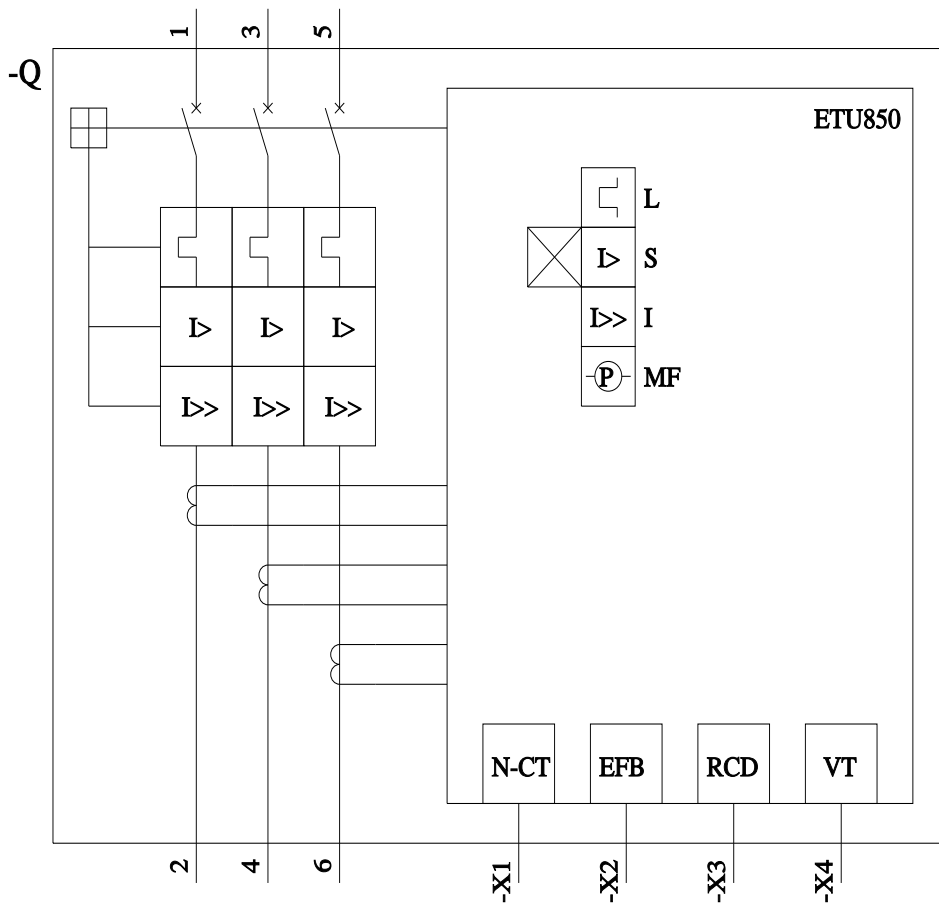 1 3 5
-Q
ETU850
L
I> S
I> I> I> I>> I
P MF
I>> I>> I>>
N-CT EFB RCD VT
2 4 6 -X1 -X2 -X3 -X4